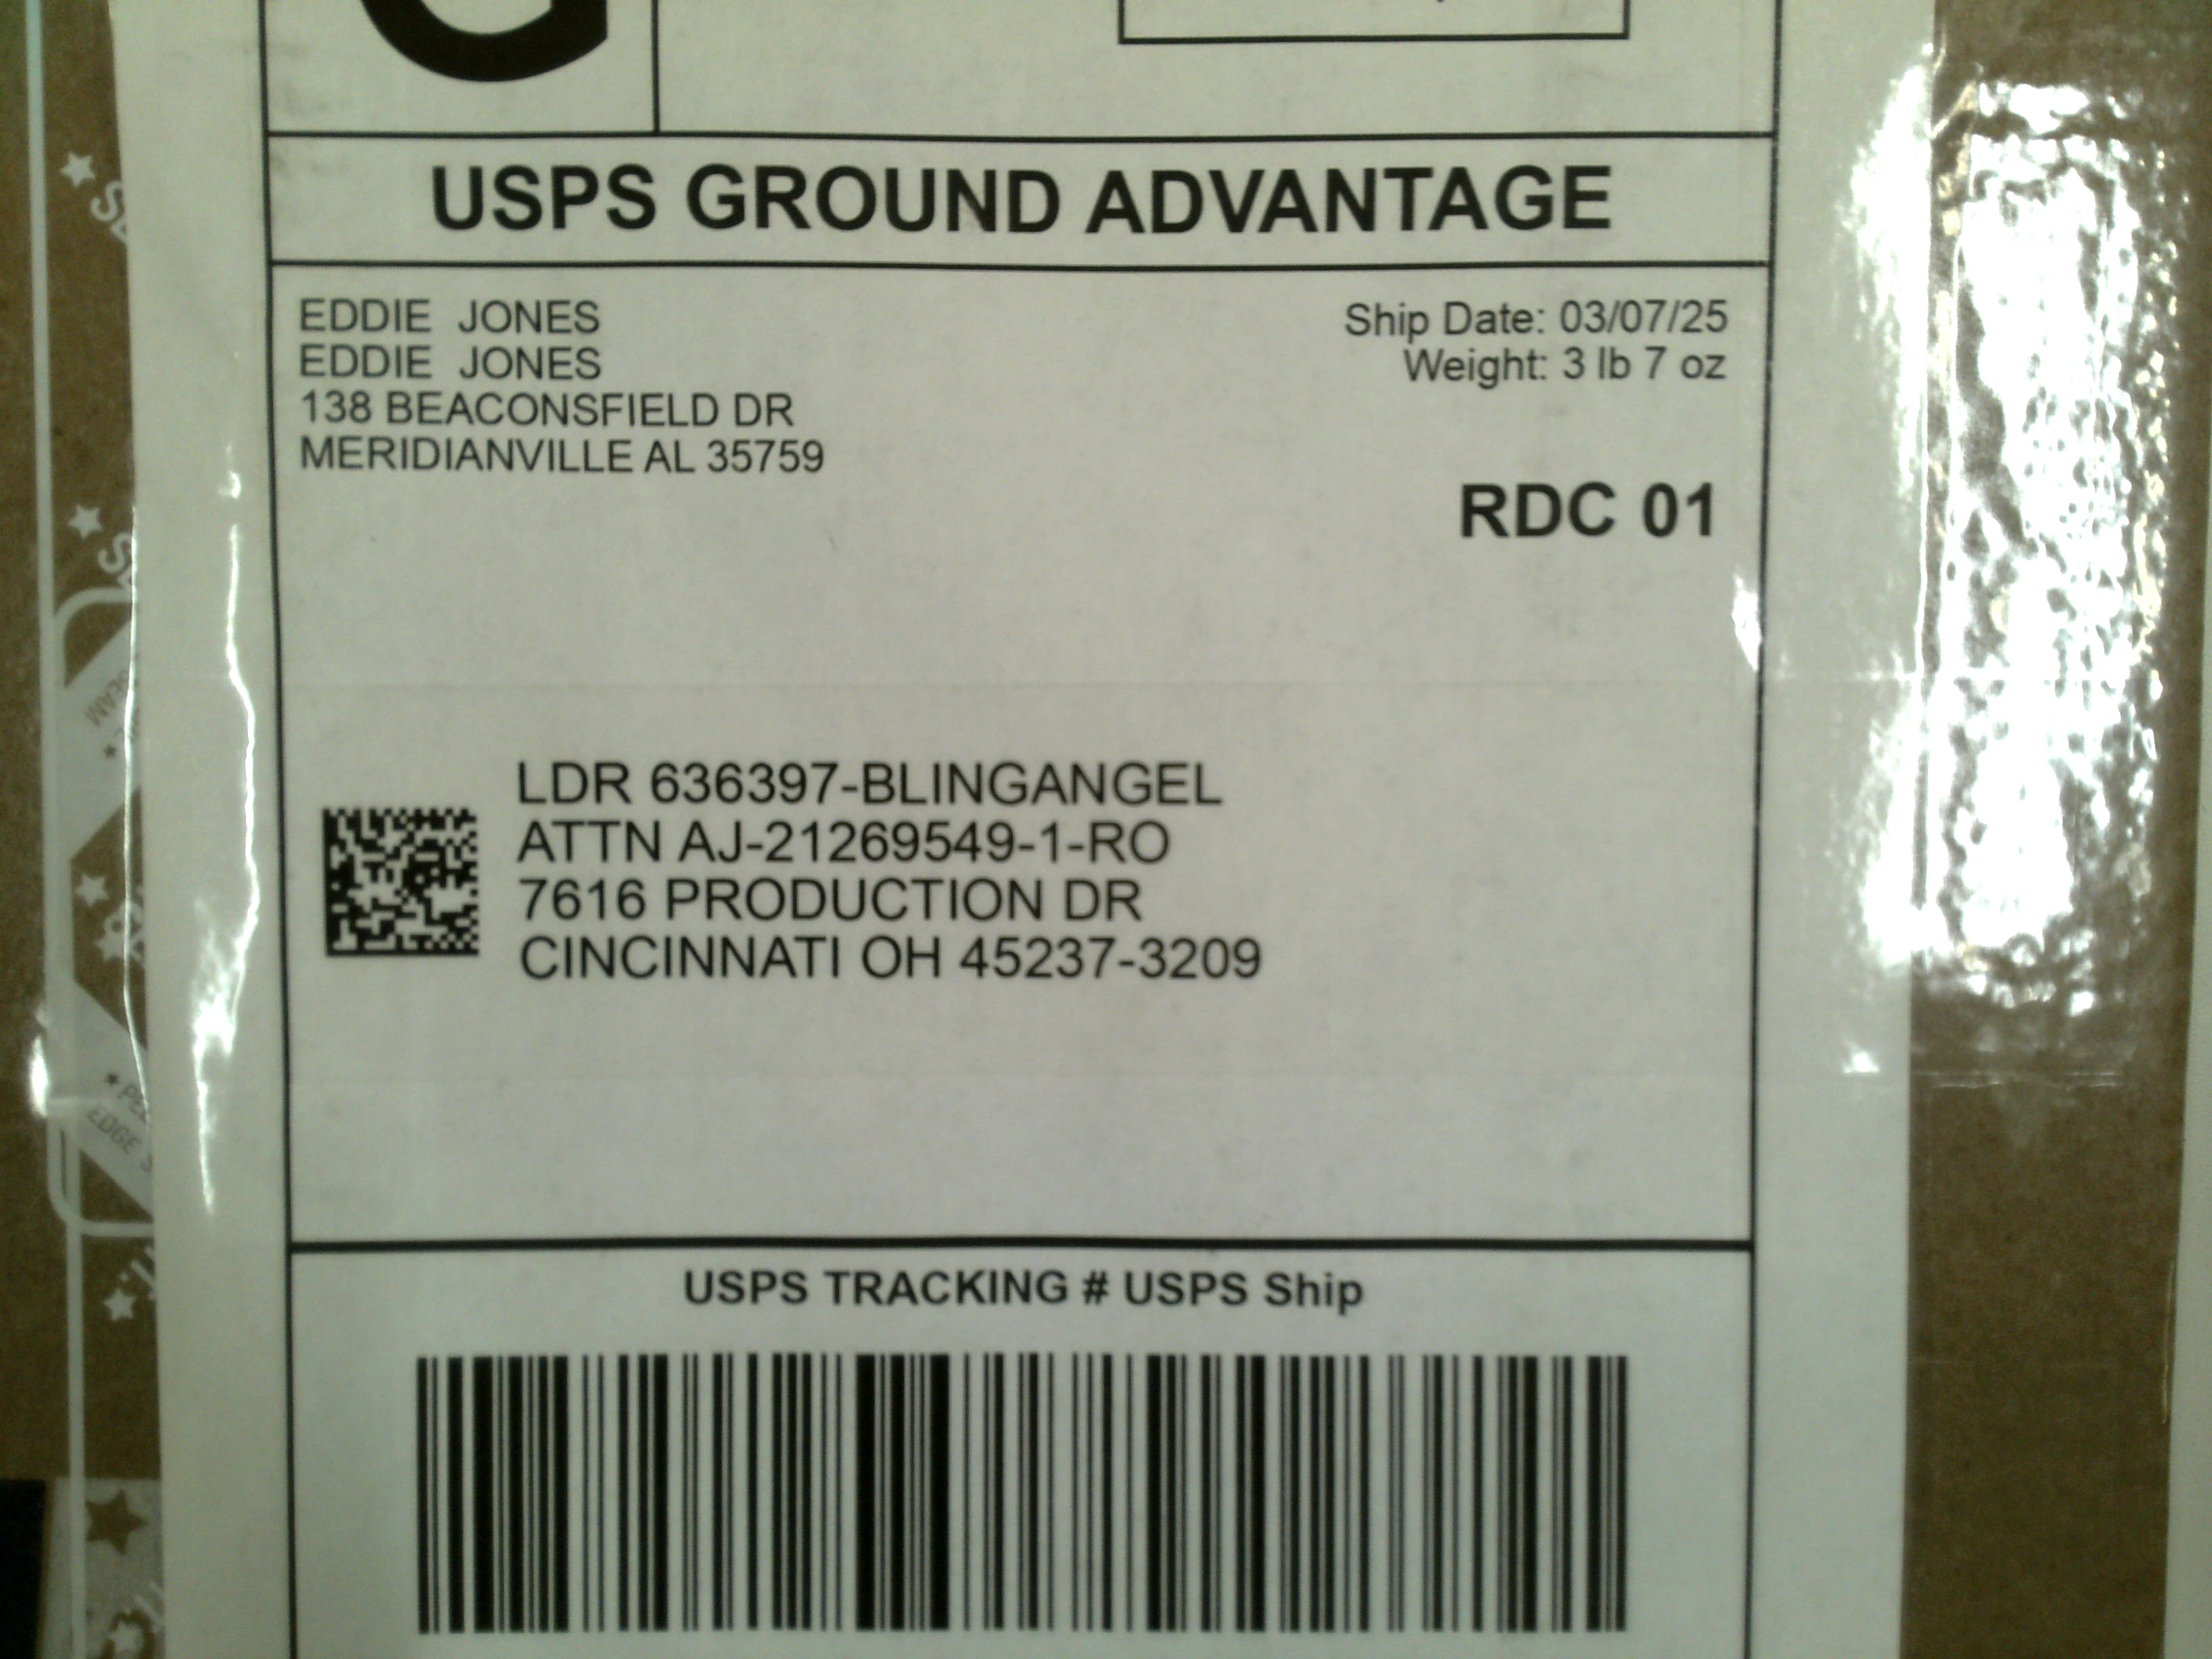 G
USPS GROUND ADVANTAGE
EDDIE JONES
EDDIE JONES
138 BEACONSFIELD DR
MERIDIANVILLE AL 35759
Ship Date: 03/07/25
Weight: 3 lb 7 oz
RDC 01
LDR 636397-BLINGANGEL
ATTN AJ-21269549-1-RO
7616 PRODUCTION DR
CINCINNATI OH 45237-3209
USPS TRACKING # USPS Ship
EDGE